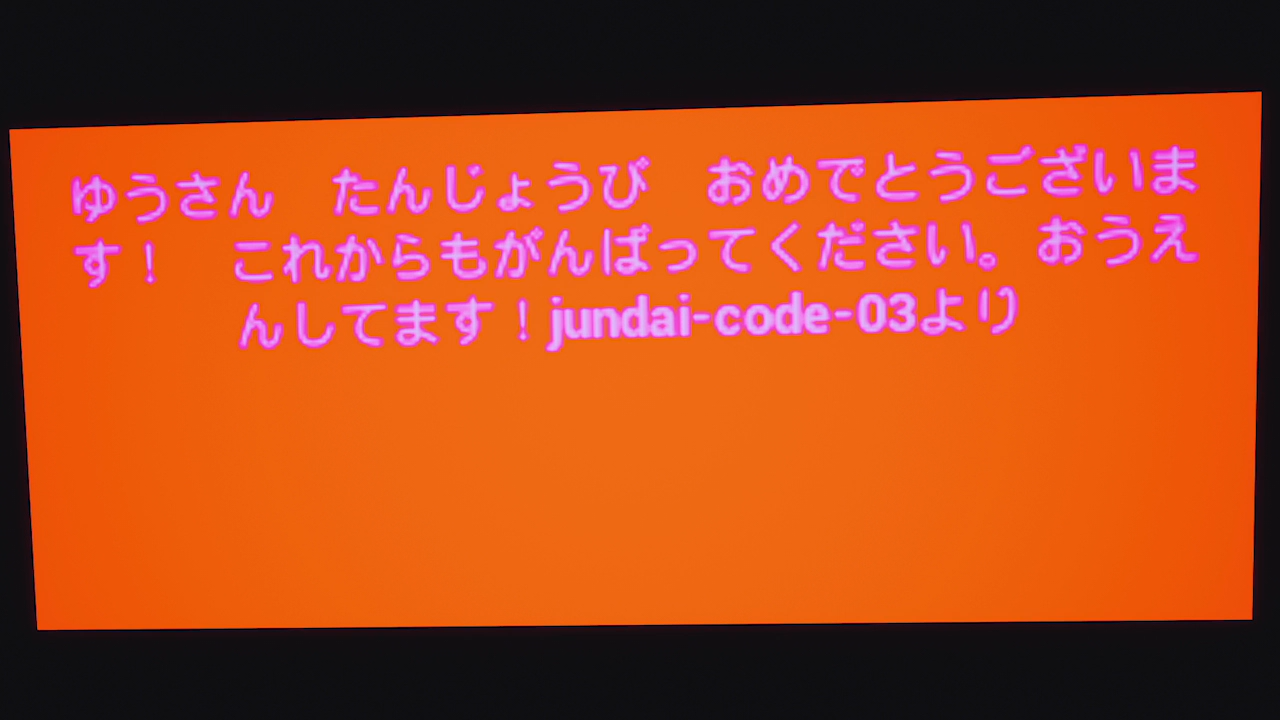 ゆうさん　たんじょうび　おめでとうございま
す！　これからもがんばってください。おうえ
んしてます！jundai-code-03より